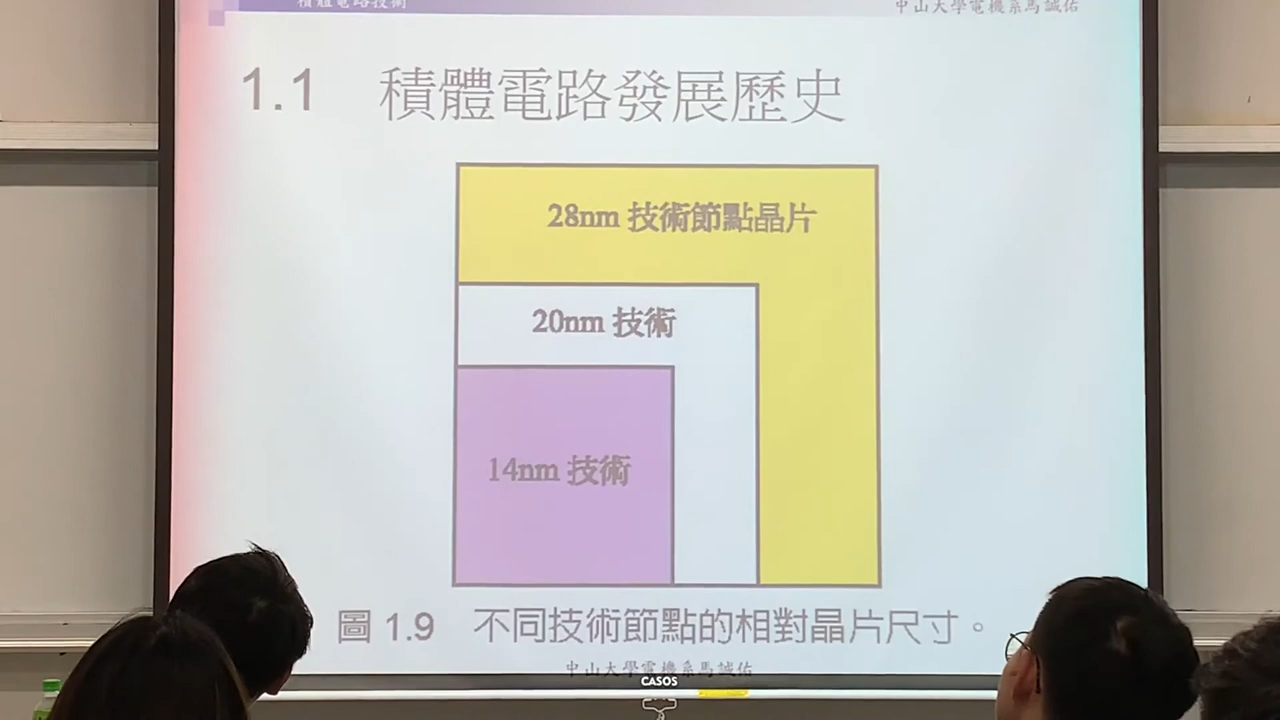 積體電路技術
中山大學電機系馬誠佑
1.1 積體電路發展歷史
28nm 技術節點晶片
20nm 技術
14nm 技術
圖 1.9 不同技術節點的相對晶片尺寸。
中山大學電機系馬誠佑
CASOS